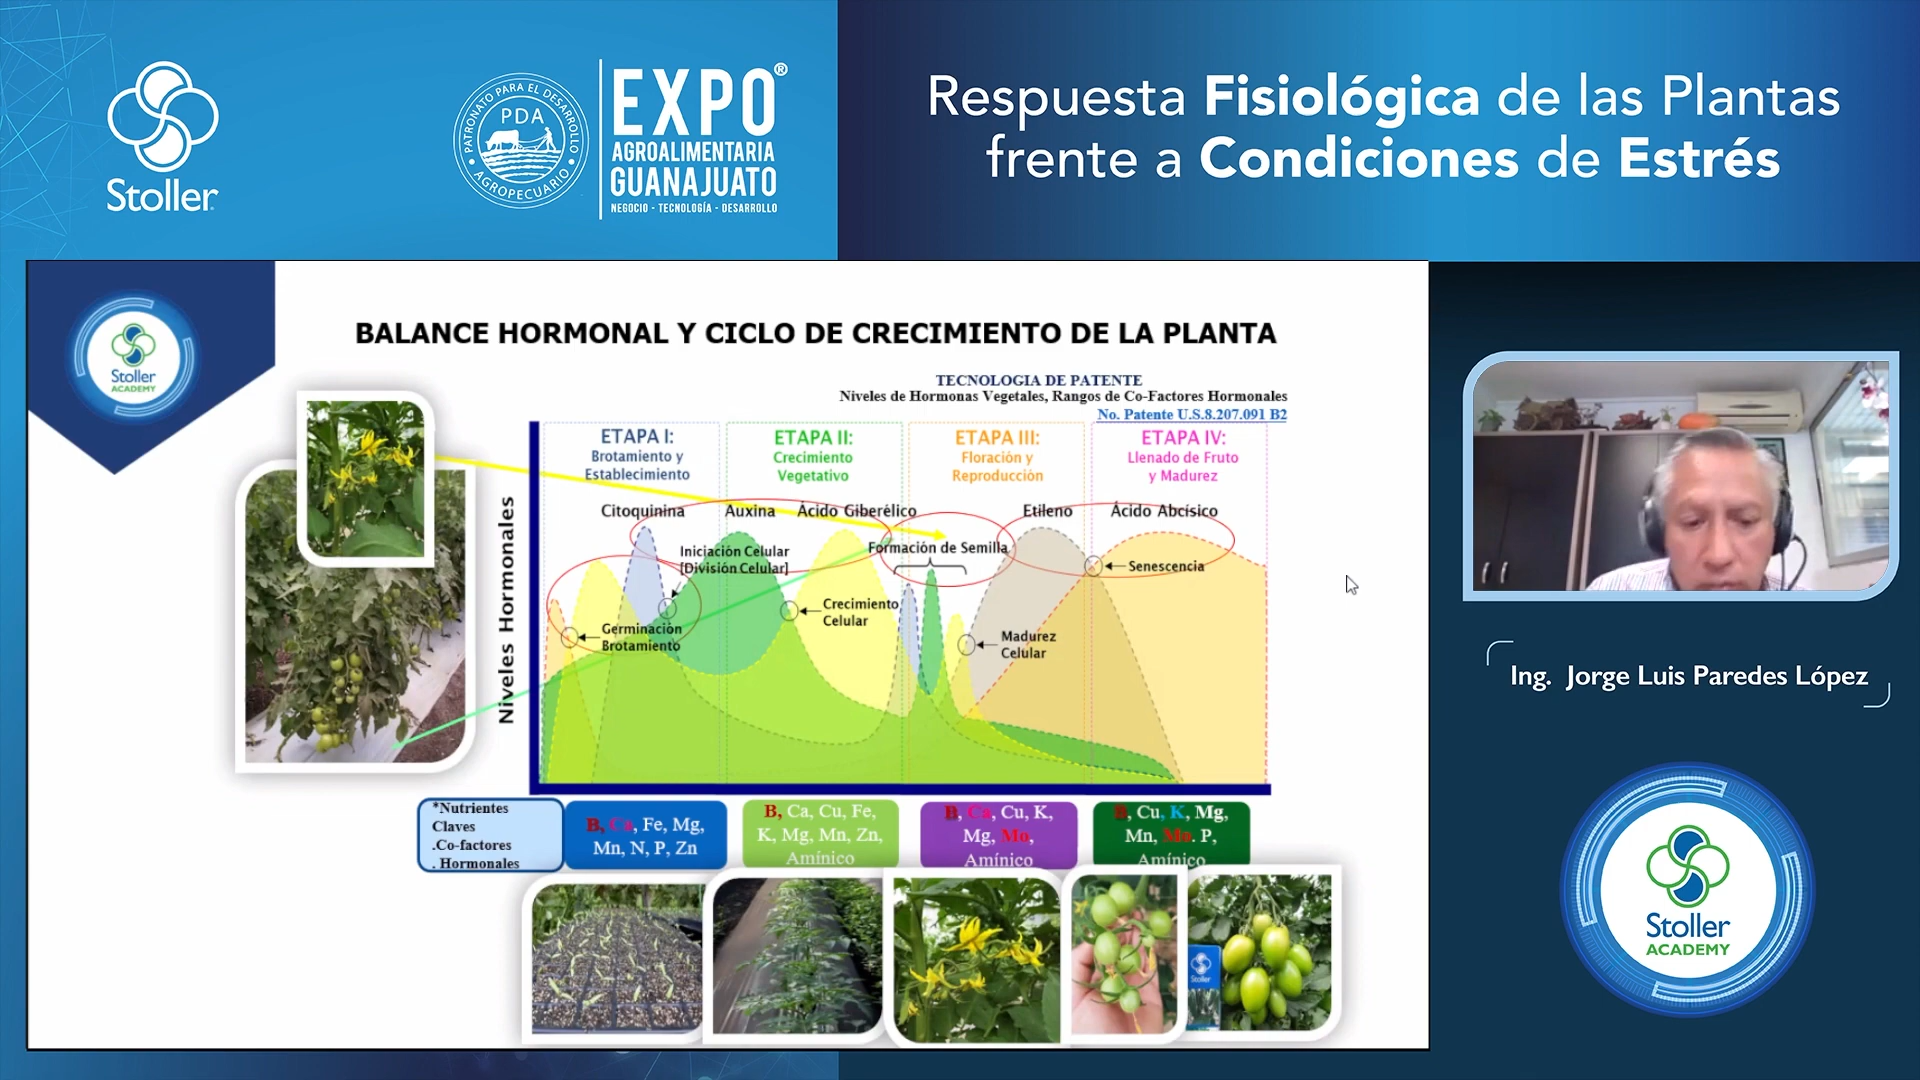 Stoller
PATRONATO PARA EL DESARROLLO
PDA
AGROPECUARIO
EXPO®
AGROALIMENTARIA
GUANAJUATO
NEGOCIO - TECNOLOGÍA - DESARROLLO
Respuesta Fisiológica de las Plantas
frente a Condiciones de Estrés
Stoller
ACADEMY
BALANCE HORMONAL Y CICLO DE CRECIMIENTO DE LA PLANTA
TECNOLOGIA DE PATENTE
Niveles de Hormonas Vegetales, Rangos de Co-Factores Hormonales
No. Patente U.S.8.207.091 B2
ETAPA I:
Brotamiento y
Establecimiento
ETAPA II:
Crecimiento
Vegetativo
ETAPA III:
Floración y
Reproducción
ETAPA IV:
Llenado de Fruto
y Madurez
Niveles Hormonales
Citoquinina
Auxina
Ácido Giberélico
Etileno
Ácido Abcísico
Iniciación Celular
[División Celular]
Formación de Semilla
Senescencia
Crecimiento
Celular
Germinación
Brotamiento
Madurez
Celular
*Nutrientes
Claves
.Co-factores
. Hormonales
B, Ca, Fe, Mg,
Mn, N, P, Zn
B, Ca, Cu, Fe,
K, Mg, Mn, Zn,
Amínico
B, Ca, Cu, K,
Mg, Mo,
Amínico
B, Cu, K, Mg,
Mn, Mo. P,
Amínico
Stoller
Ing. Jorge Luis Paredes López
Stoller
ACADEMY